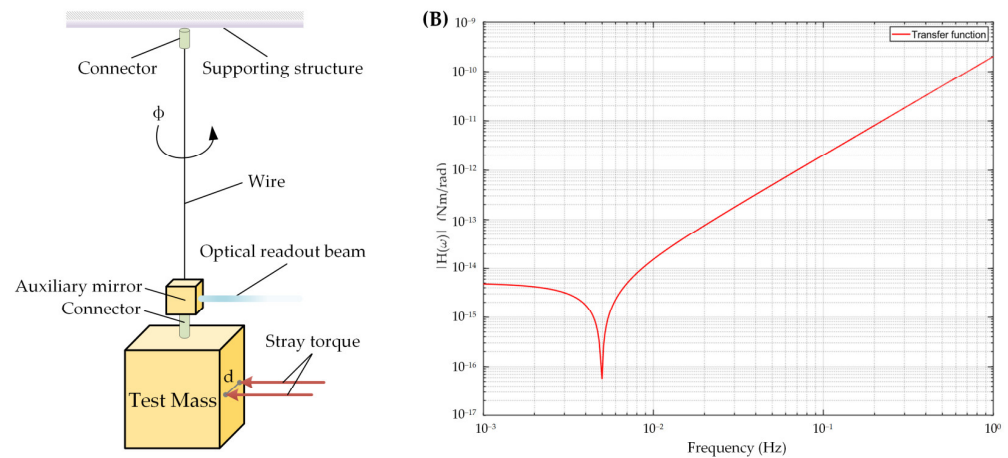 Connector
Supporting structure
ϕ
Wire
Optical readout beam
Auxiliary mirror
Connector
Stray torque
d
Test Mass
(B)
Transfer function
|H(ω)| (Nm/rad)
10⁻⁹
10⁻¹⁰
10⁻¹¹
10⁻¹²
10⁻¹³
10⁻¹⁴
10⁻¹⁵
10⁻¹⁶
10⁻¹⁷
10⁻³
10⁻²
10⁻¹
10⁰
Frequency (Hz)